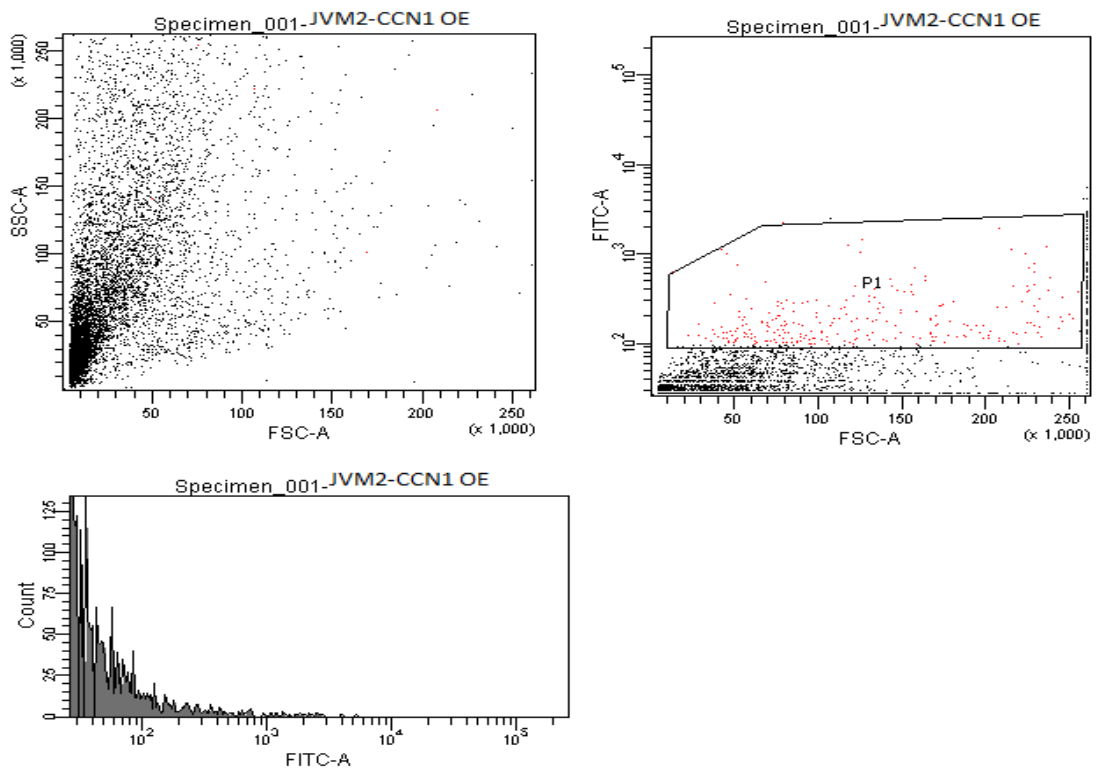 Specimen_001-JVM2-CCN1 OE
(x 1,000)
SSC-A
250
200
150
100
50
50 100 150 200 250
(x 1,000)
FSC-A
Specimen_001-JVM2-CCN1 OE
FITC-A
10^5
10^4
10^3
10^2
P1
50 100 150 200 250
(x 1,000)
FSC-A
Specimen_001-JVM2-CCN1 OE
Count
125
100
75
50
25
0
10^2 10^3 10^4 10^5
FITC-A